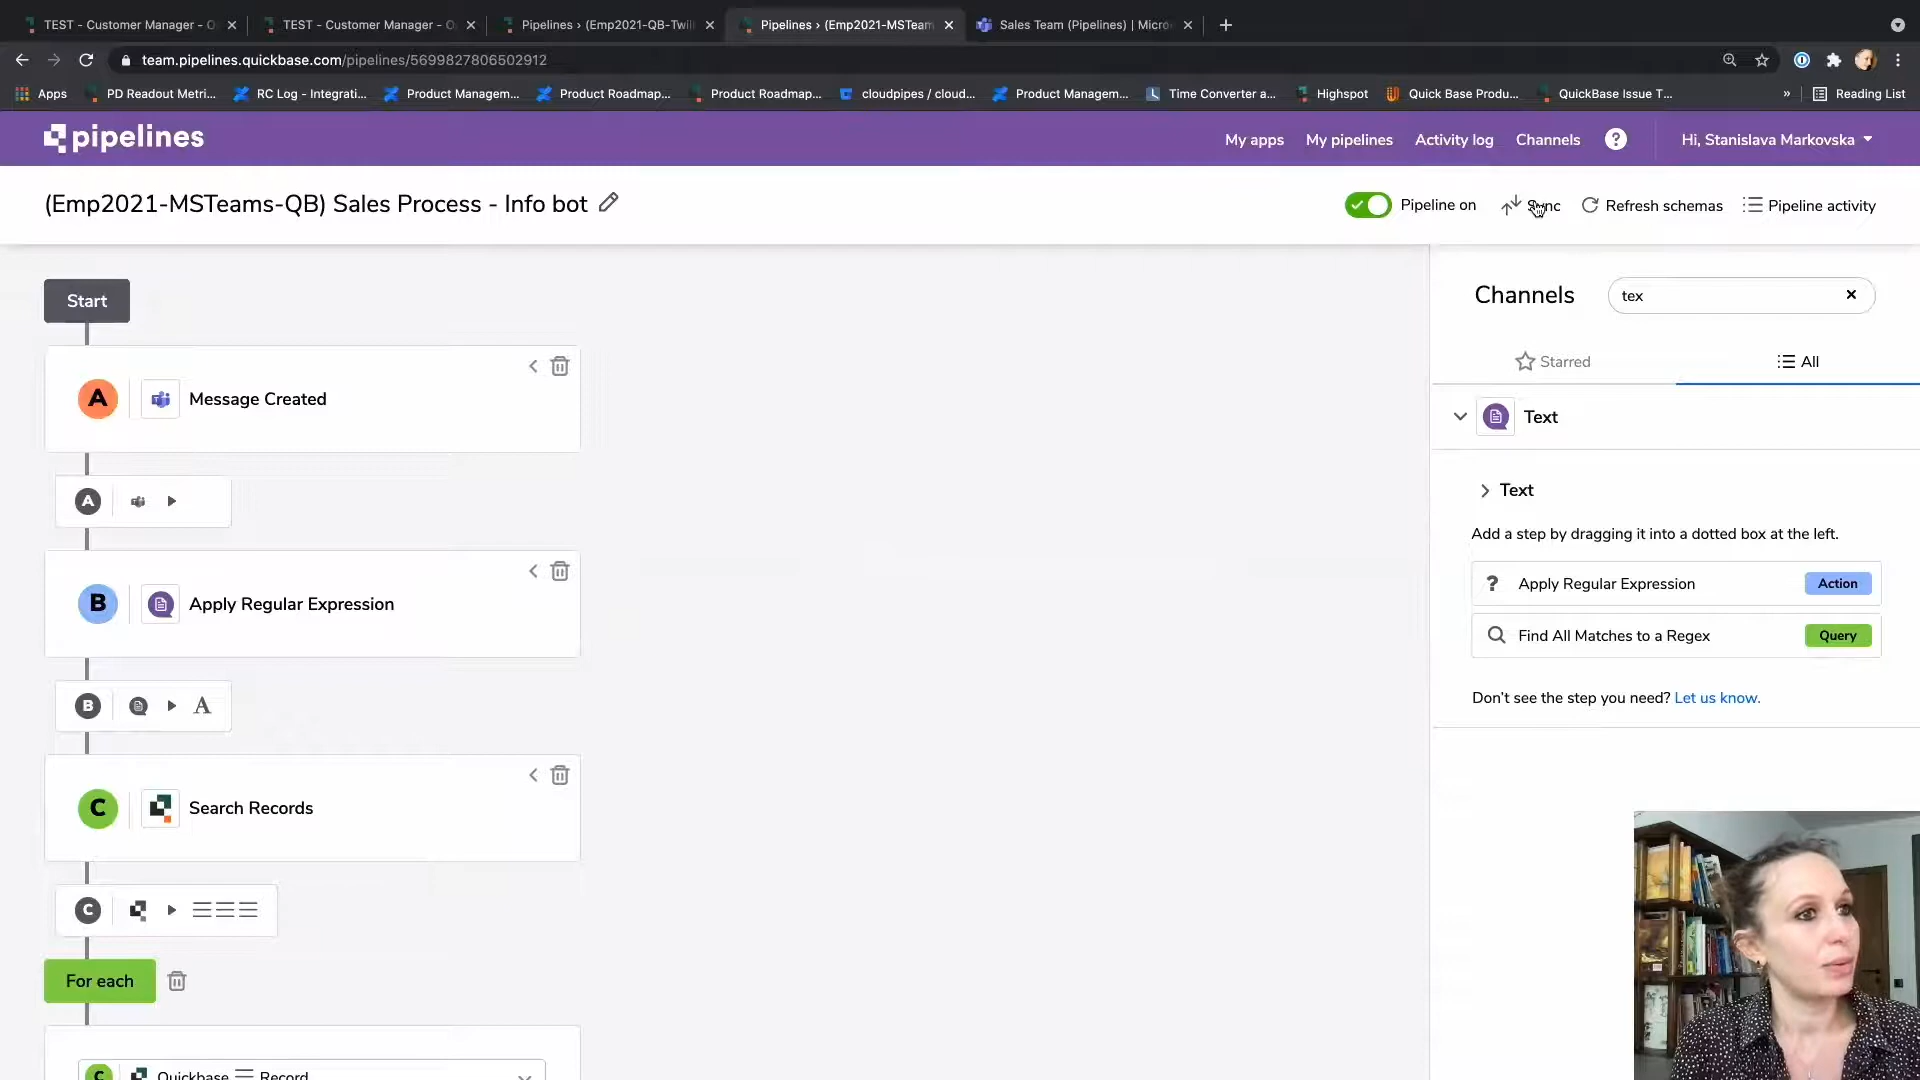 TEST - Customer Manager - Q
TEST - Customer Manager - Q
Pipelines › (Emp2021-QB-Twil
Pipelines › (Emp2021-MSTeam
Sales Team (Pipelines) | Micro
team.pipelines.quickbase.com/pipelines/5699827806502912
Apps
PD Readout Metri...
RC Log - Integrati...
Product Managem...
Product Roadmap...
Product Roadmap...
cloudpipes / cloud...
Product Managem...
Time Converter a...
Highspot
Quick Base Produ...
QuickBase Issue T...
»
Reading List
pipelines
My apps
My pipelines
Activity log
Channels
?
Hi, Stanislava Markovska
(Emp2021-MSTeams-QB) Sales Process - Info bot
Pipeline on
Sync
Refresh schemas
Pipeline activity
Start
A
Message Created
A
B
Apply Regular Expression
B
A
C
Search Records
C
For each
C
Quickbase
Record
Channels
tex
Starred
All
Text
Text
Add a step by dragging it into a dotted box at the left.
?
Apply Regular Expression
Action
Find All Matches to a Regex
Query
Don't see the step you need? Let us know.